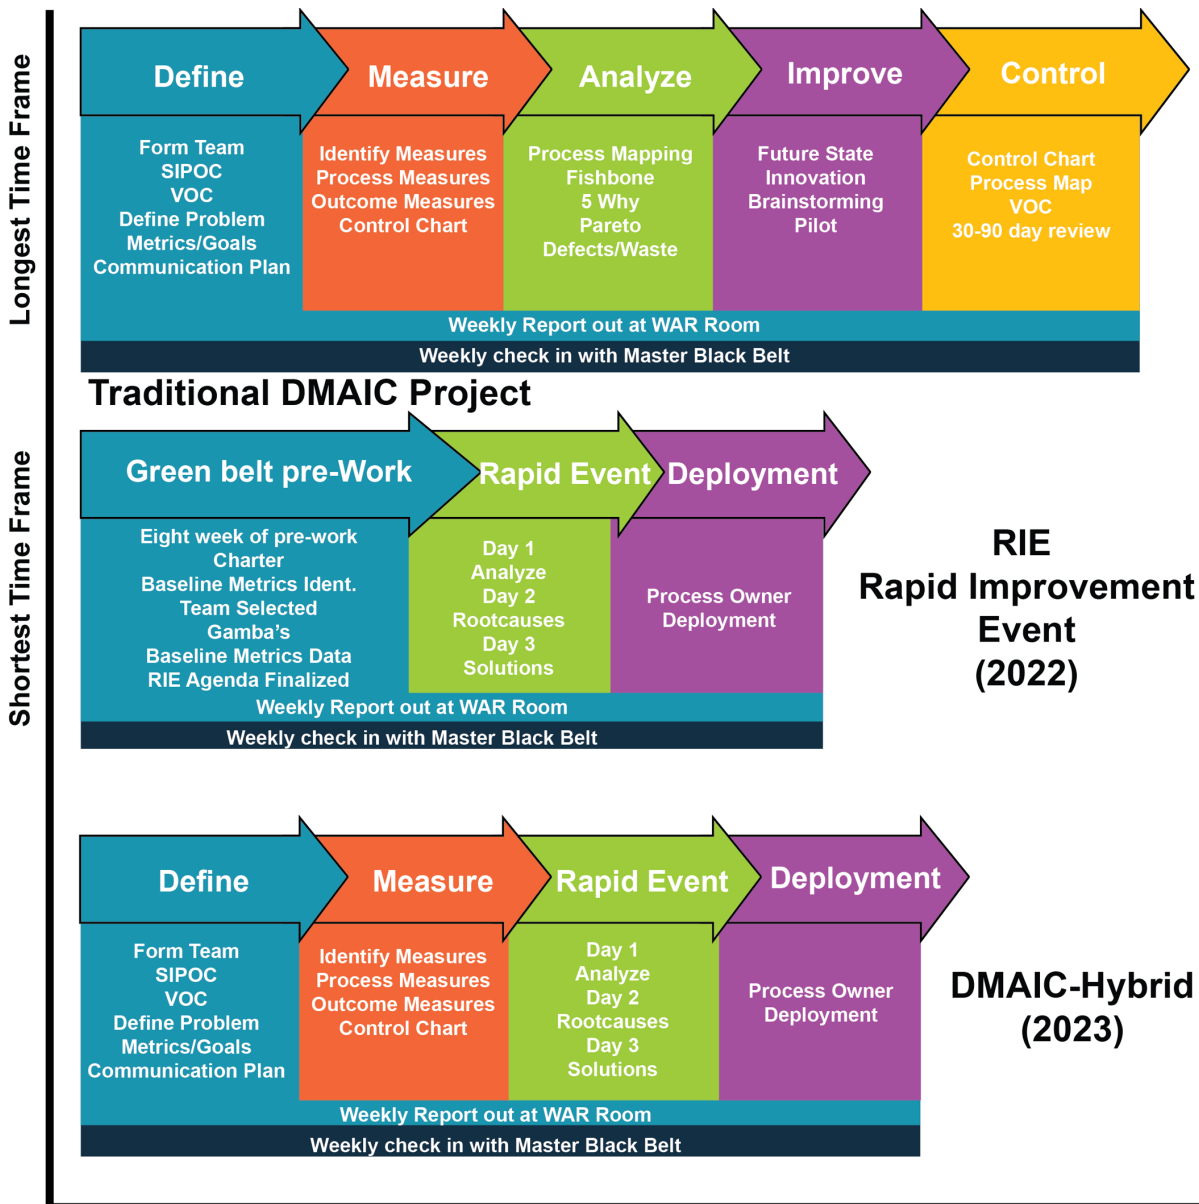 Longest Time Frame
Define
Measure
Analyze
Improve
Control
Form Team
SIPOC
VOC
Define Problem
Metrics/Goals
Communication Plan
Identify Measures
Process Measures
Outcome Measures
Control Chart
Process Mapping
Fishbone
5 Why
Pareto
Defects/Waste
Future State
Innovation
Brainstorming
Pilot
Control Chart
Process Map
VOC
30-90 day review
Weekly Report out at WAR Room
Weekly check in with Master Black Belt
Traditional DMAIC Project
Shortest Time Frame
Green belt pre-Work
Rapid Event
Deployment
Eight week of pre-work
Charter
Baseline Metrics Ident.
Team Selected
Gamba's
Baseline Metrics Data
RIE Agenda Finalized
Day 1
Analyze
Day 2
Rootcauses
Day 3
Solutions
Process Owner
Deployment
Weekly Report out at WAR Room
Weekly check in with Master Black Belt
RIE
Rapid Improvement
Event
(2022)
Define
Measure
Rapid Event
Deployment
Form Team
SIPOC
VOC
Define Problem
Metrics/Goals
Communication Plan
Identify Measures
Process Measures
Outcome Measures
Control Chart
Day 1
Analyze
Day 2
Rootcauses
Day 3
Solutions
Process Owner
Deployment
Weekly Report out at WAR Room
Weekly check in with Master Black Belt
DMAIC-Hybrid
(2023)